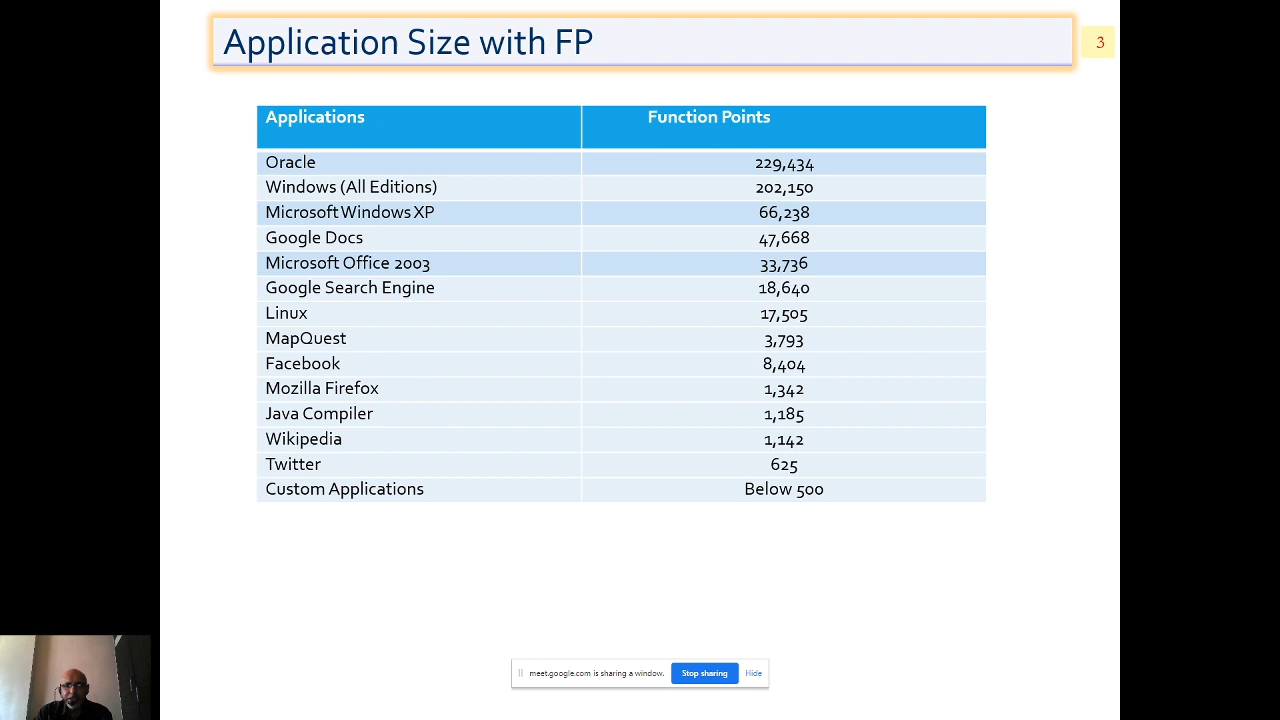 Application Size with FP
3
Applications Function Points
Oracle 229,434
Windows (All Editions) 202,150
Microsoft Windows XP 66,238
Google Docs 47,668
Microsoft Office 2003 33,736
Google Search Engine 18,640
Linux 17,505
MapQuest 3,793
Facebook 8,404
Mozilla Firefox 1,342
Java Compiler 1,185
Wikipedia 1,142
Twitter 625
Custom Applications Below 500
meet.google.com is sharing a window. Stop sharing Hide